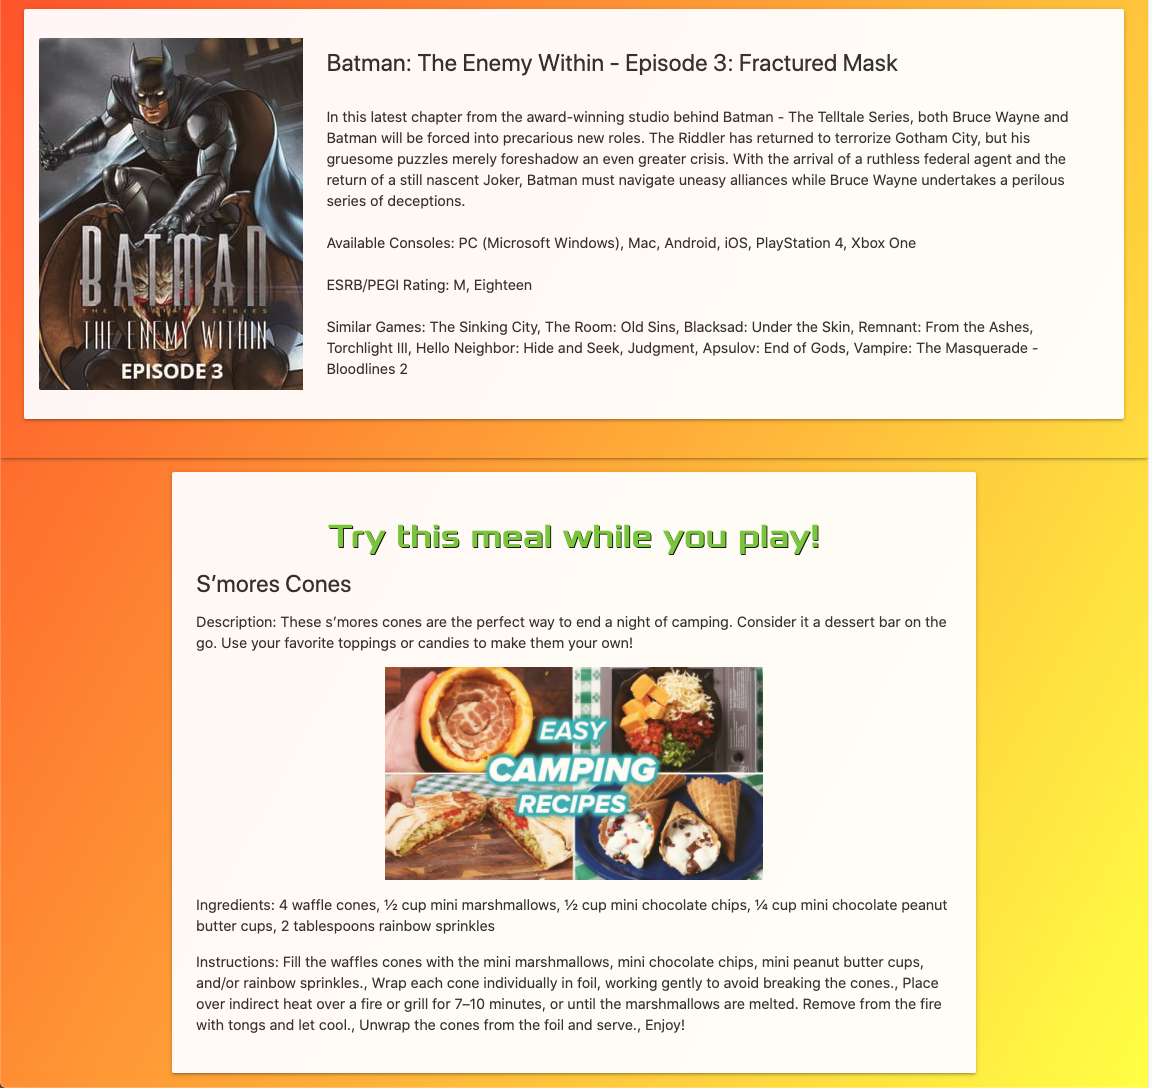 BATMAN
THE TELLTALE SERIES
THE ENEMY WITHIN
EPISODE 3
Batman: The Enemy Within - Episode 3: Fractured Mask
In this latest chapter from the award-winning studio behind Batman - The Telltale Series, both Bruce Wayne and
Batman will be forced into precarious new roles. The Riddler has returned to terrorize Gotham City, but his
gruesome puzzles merely foreshadow an even greater crisis. With the arrival of a ruthless federal agent and the
return of a still nascent Joker, Batman must navigate uneasy alliances while Bruce Wayne undertakes a perilous
series of deceptions.
Available Consoles: PC (Microsoft Windows), Mac, Android, iOS, PlayStation 4, Xbox One
ESRB/PEGI Rating: M, Eighteen
Similar Games: The Sinking City, The Room: Old Sins, Blacksad: Under the Skin, Remnant: From the Ashes,
Torchlight III, Hello Neighbor: Hide and Seek, Judgment, Apsulov: End of Gods, Vampire: The Masquerade -
Bloodlines 2
Try this meal while you play!
S’mores Cones
Description: These s’mores cones are the perfect way to end a night of camping. Consider it a dessert bar on the
go. Use your favorite toppings or candies to make them your own!
EASY
CAMPING
RECIPES
Ingredients: 4 waffle cones, ½ cup mini marshmallows, ½ cup mini chocolate chips, ¼ cup mini chocolate peanut
butter cups, 2 tablespoons rainbow sprinkles
Instructions: Fill the waffles cones with the mini marshmallows, mini chocolate chips, mini peanut butter cups,
and/or rainbow sprinkles., Wrap each cone individually in foil, working gently to avoid breaking the cones., Place
over indirect heat over a fire or grill for 7–10 minutes, or until the marshmallows are melted. Remove from the fire
with tongs and let cool., Unwrap the cones from the foil and serve., Enjoy!